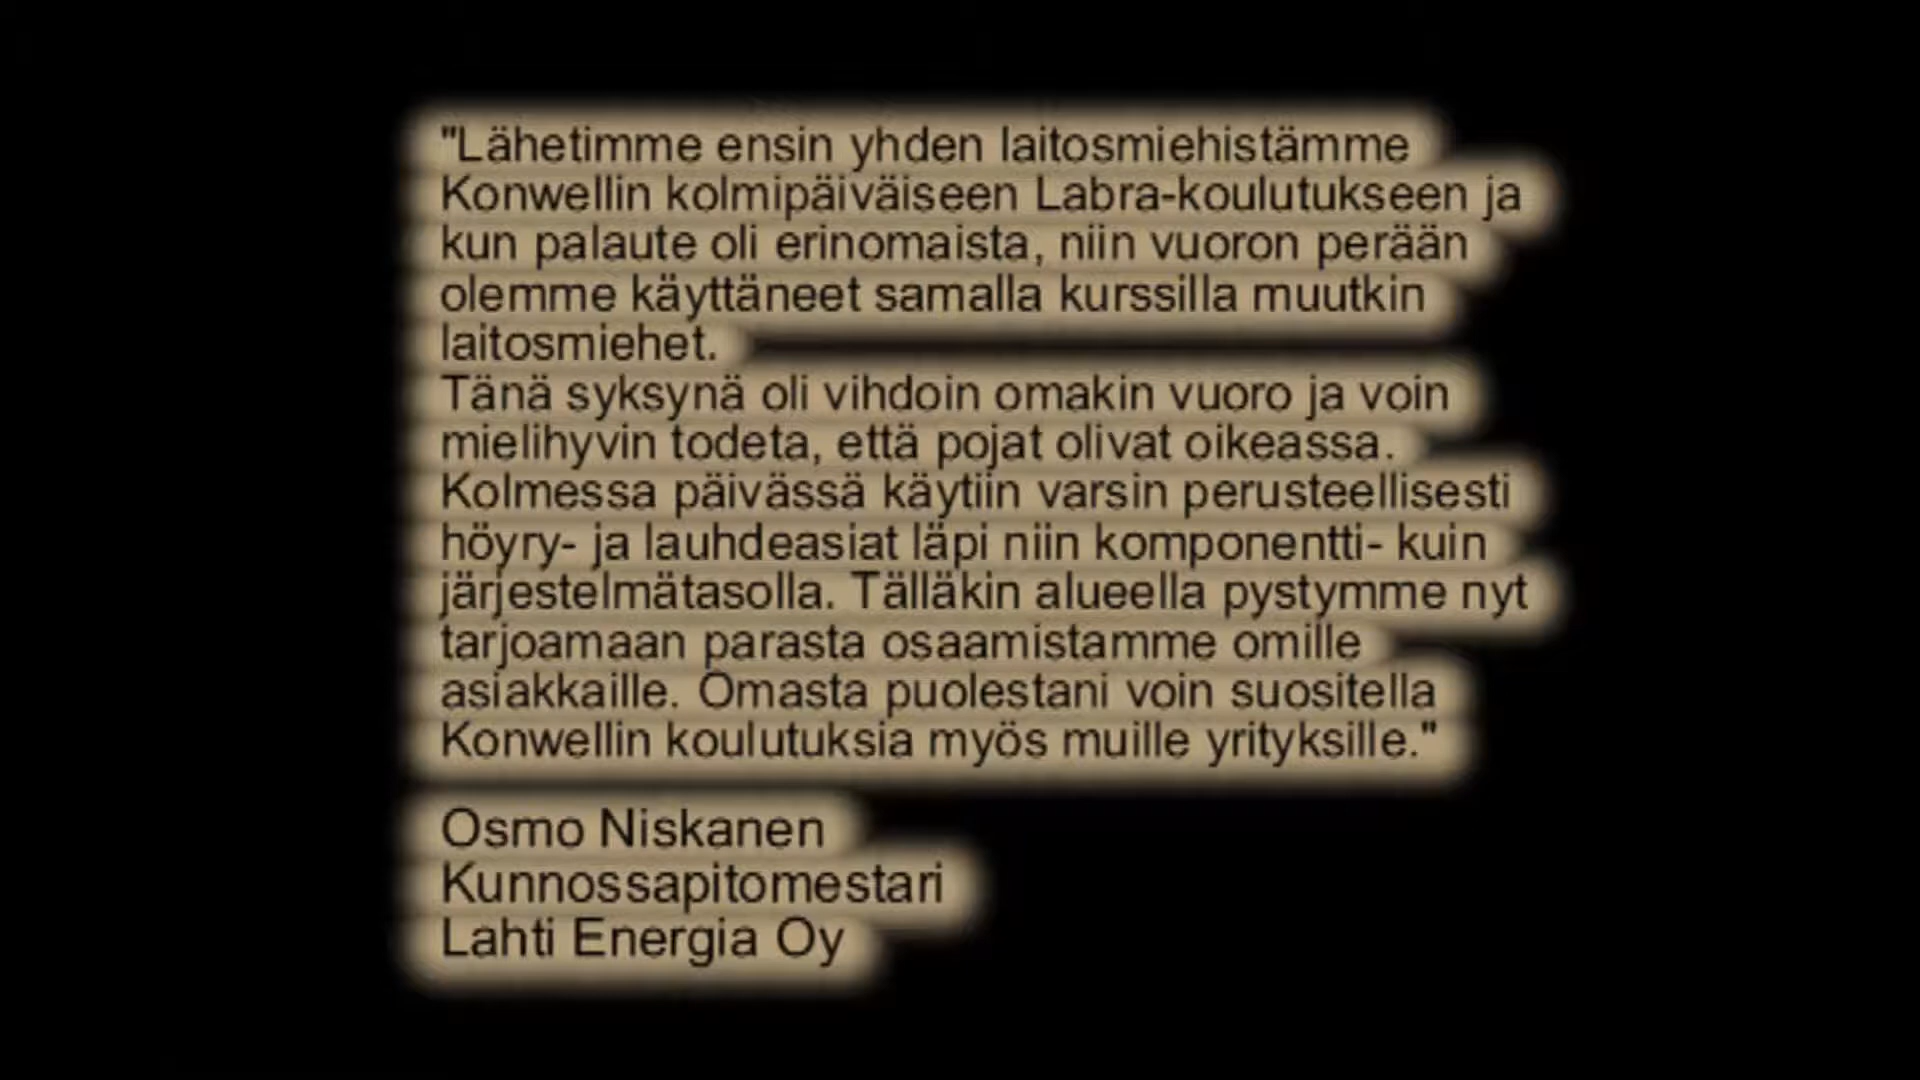 "Lähetimme ensin yhden laitosmiehistämme
Konwellin kolmipäiväiseen Labra-koulutukseen ja
kun palaute oli erinomaista, niin vuoron perään
olemme käyttäneet samalla kurssilla muutkin
laitosmiehet.
Tänä syksynä oli vihdoin omakin vuoro ja voin
mielihyvin todeta, että pojat olivat oikeassa.
Kolmessa päivässä käytiin varsin perusteellisesti
höyry- ja lauhdeasiat läpi niin komponentti- kuin
järjestelmätasolla. Tälläkin alueella pystymme nyt
tarjoamaan parasta osaamistamme omille
asiakkaille. Omasta puolestani voin suositella
Konwellin koulutuksia myös muille yrityksille."
Osmo Niskanen
Kunnossapitomestari
Lahti Energia Oy